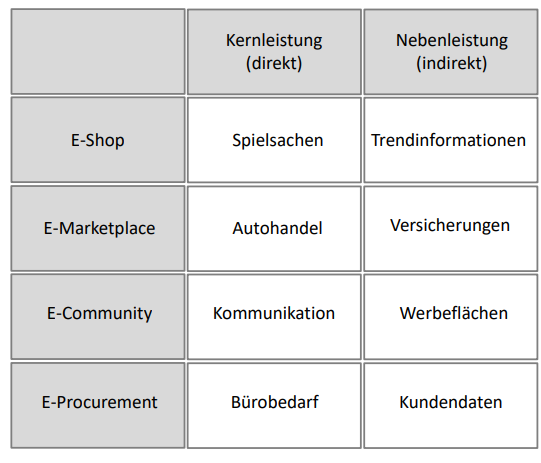 Kernleistung
(direkt)
Nebenleistung
(indirekt)
E-Shop
Spielsachen
Trendinformationen
E-Marketplace
Autohandel
Versicherungen
E-Community
Kommunikation
Werbeflächen
E-Procurement
Bürobedarf
Kundendaten